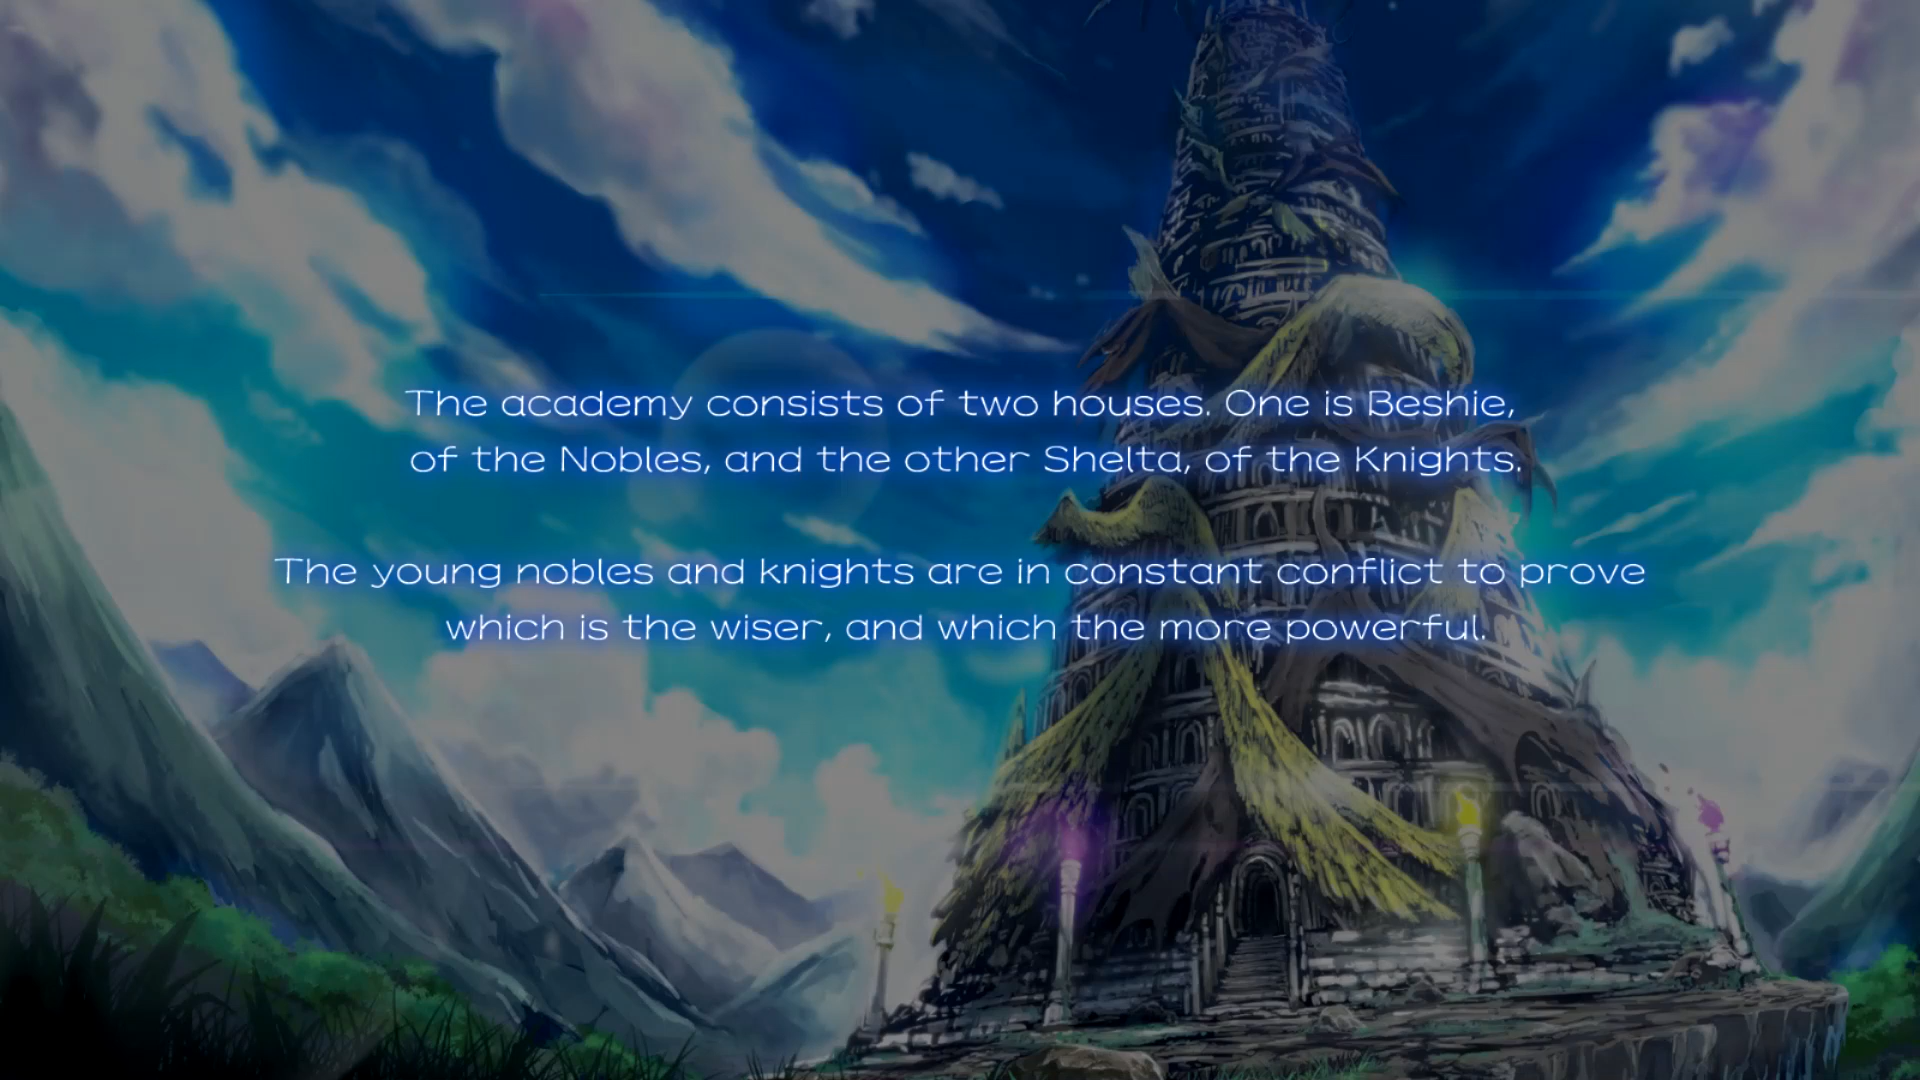 The academy consists of two houses. One is Beshie,
of the Nobles, and the other Shelta, of the Knights.
The young nobles and knights are in constant conflict to prove
which is the wiser, and which the more powerful.